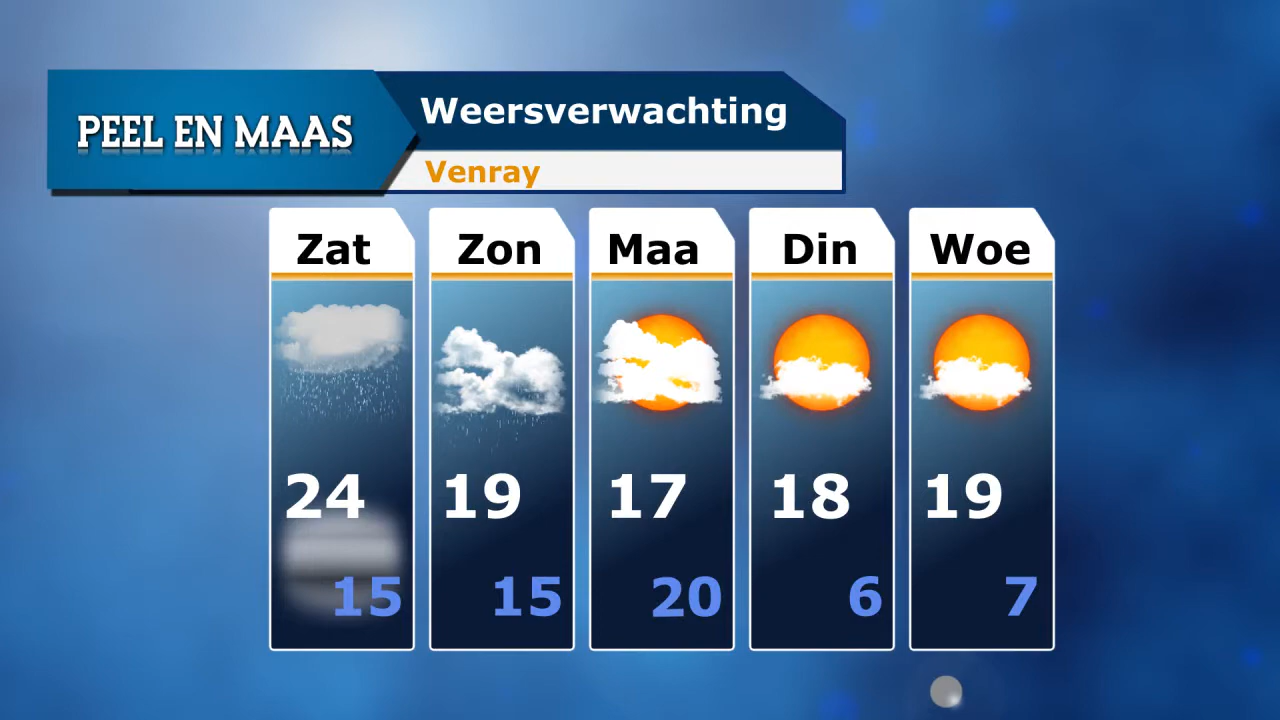 PEEL EN MAAS
Weersverwachting
Venray
Zat Zon Maa Din Woe
24 19 17 18 19
15 15 20 6 7